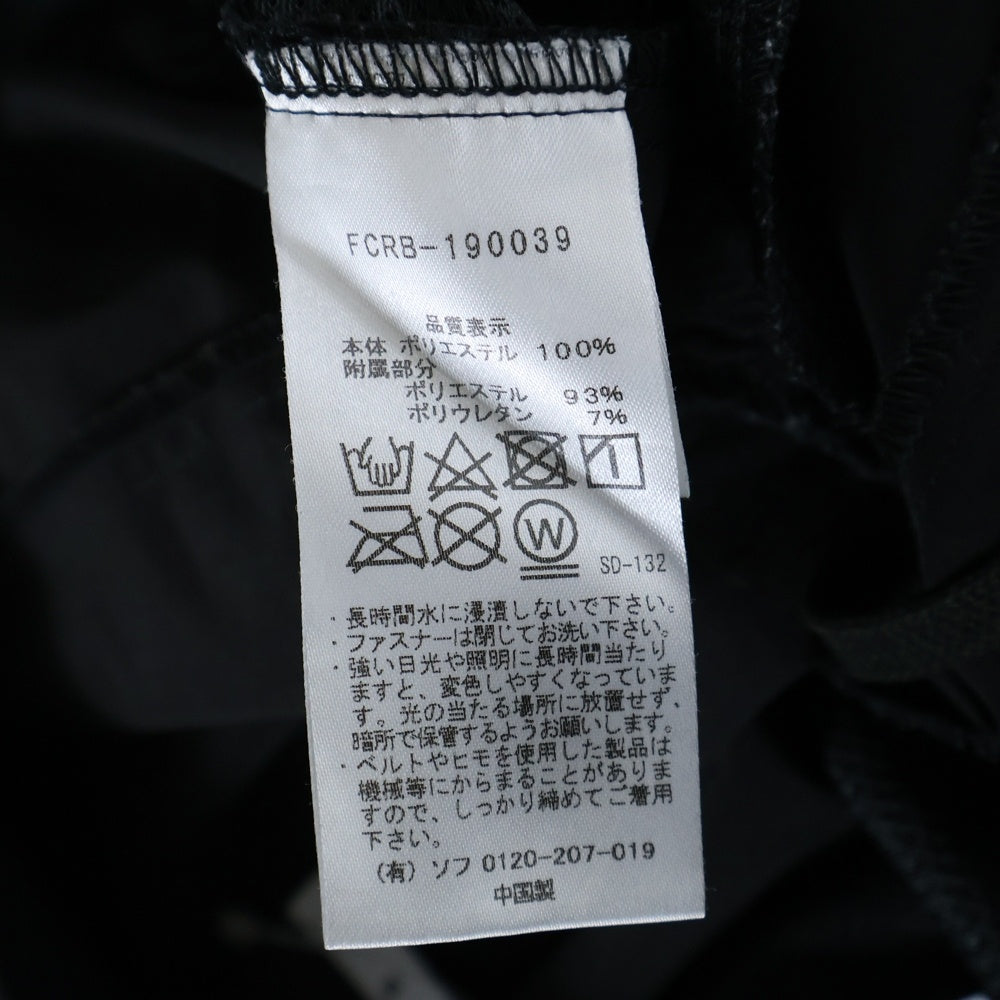 FCRB-190039
品質表示
本体 ポリエステル 100%
附属部分
ポリエステル 93%
ポリウレタン 7%
W
SD-132
・長時間水に浸漬しないで下さい。
・ファスナーは閉じてお洗い下さい。
・強い日光や照明に長時間当たり
ますと、変色しやすくなっていま
す。光の当たる場所に放置せず、
暗所で保管するようお願いします。
・ベルトやヒモを使用した製品は
機械等にからまることがありま
すので、しっかり締めてご着用
下さい。
(有) ソフ 0120-207-019
中国製